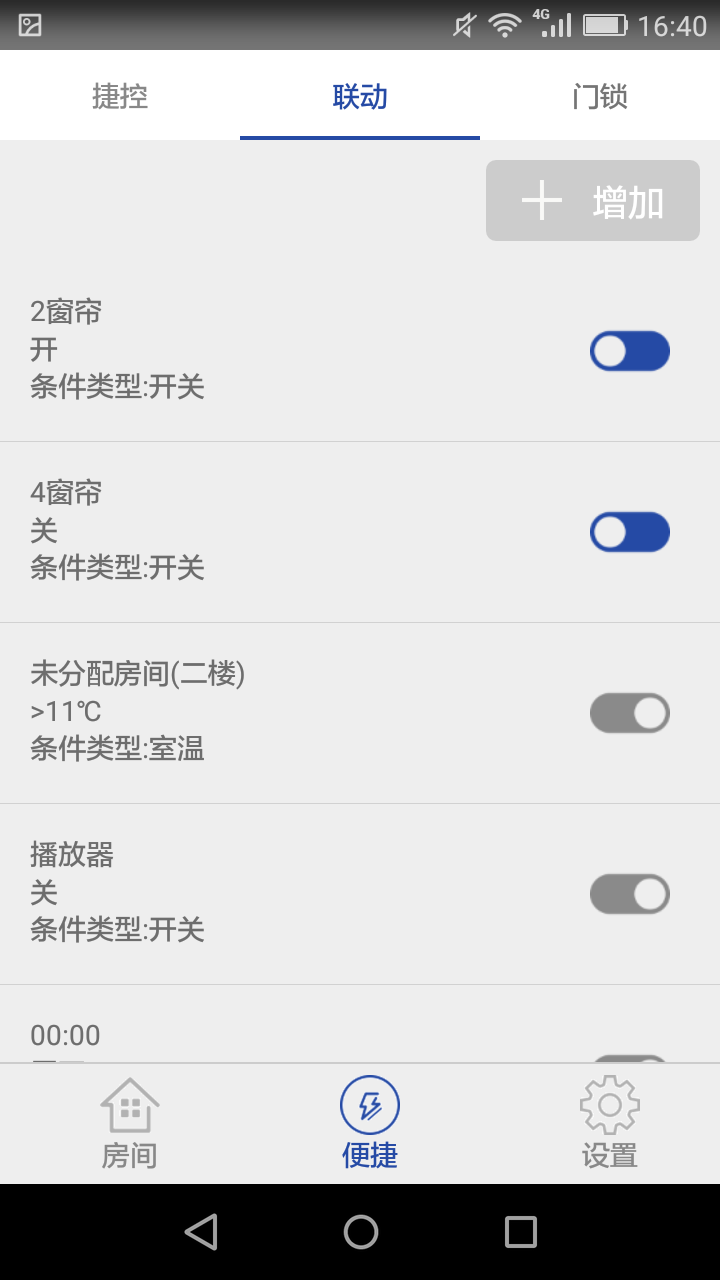 4G 16:40
捷控 联动 门锁
增加
2窗帘
开
条件类型:开关
4窗帘
关
条件类型:开关
未分配房间(二楼)
>11℃
条件类型:室温
播放器
关
条件类型:开关
00:00
房间 便捷 设置